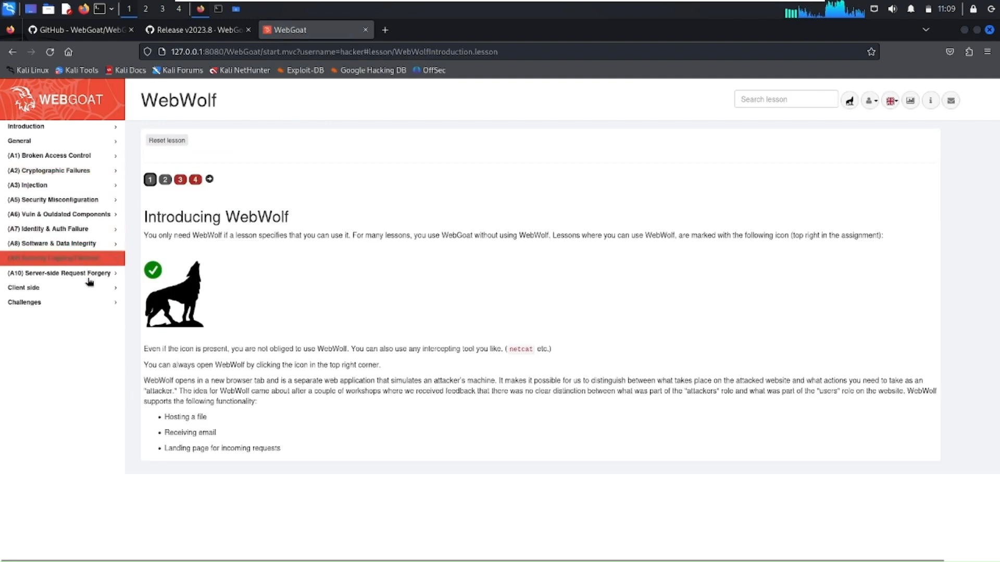 1 2 3 4 11:09
GitHub - WebGoat/WebG Release v2023.8 · WebGo WebGoat
127.0.0.1:8080/WebGoat/start.mvc?username=hacker#lesson/WebWolfIntroduction.lesson
Kali Linux Kali Tools Kali Docs Kali Forums Kali NetHunter Exploit-DB Google Hacking DB OffSec
WEBGOAT
WebWolf
Search lesson
Introduction
General
(A1) Broken Access Control
(A2) Cryptographic Failures
(A3) Injection
(A5) Security Misconfiguration
(A6) Vuln & Outdated Components
(A7) Identity & Auth Failure
(A8) Software & Data Integrity
(A10) Server-side Request Forgery
Client side
Challenges
Reset lesson
1 2 3 4
Introducing WebWolf
You only need WebWolf if a lesson specifies that you can use it. For many lessons, you use WebGoat without using WebWolf. Lessons where you can use WebWolf, are marked with the following icon (top right in the assignment):
Even if the icon is present, you are not obliged to use WebWolf. You can also use any intercepting tool you like. ( netcat etc.)
You can always open WebWolf by clicking the icon in the top right corner.
WebWolf opens in a new browser tab and is a separate web application that simulates an attacker's machine. It makes it possible for us to distinguish between what takes place on the attacked website and what actions you need to take as an
"attacker." The idea for WebWolf came about after a couple of workshops where we received feedback that there was no clear distinction between what was part of the "attackers" role and what was part of the "users" role on the website. WebWolf
supports the following functionality:
• Hosting a file
• Receiving email
• Landing page for incoming requests